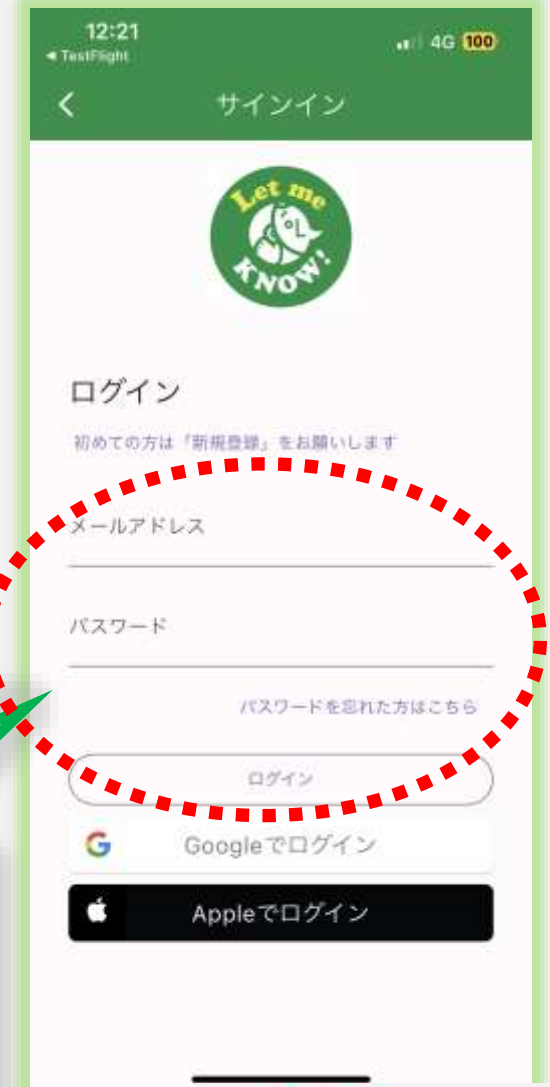 12:21
◀ TestFlight
4G 100
サインイン
Let me
KNOW!
ログイン
初めての方は「新規登録」をお願いします
メールアドレス
パスワード
パスワードを忘れた方はこちら
ログイン
Googleでログイン
Appleでログイン